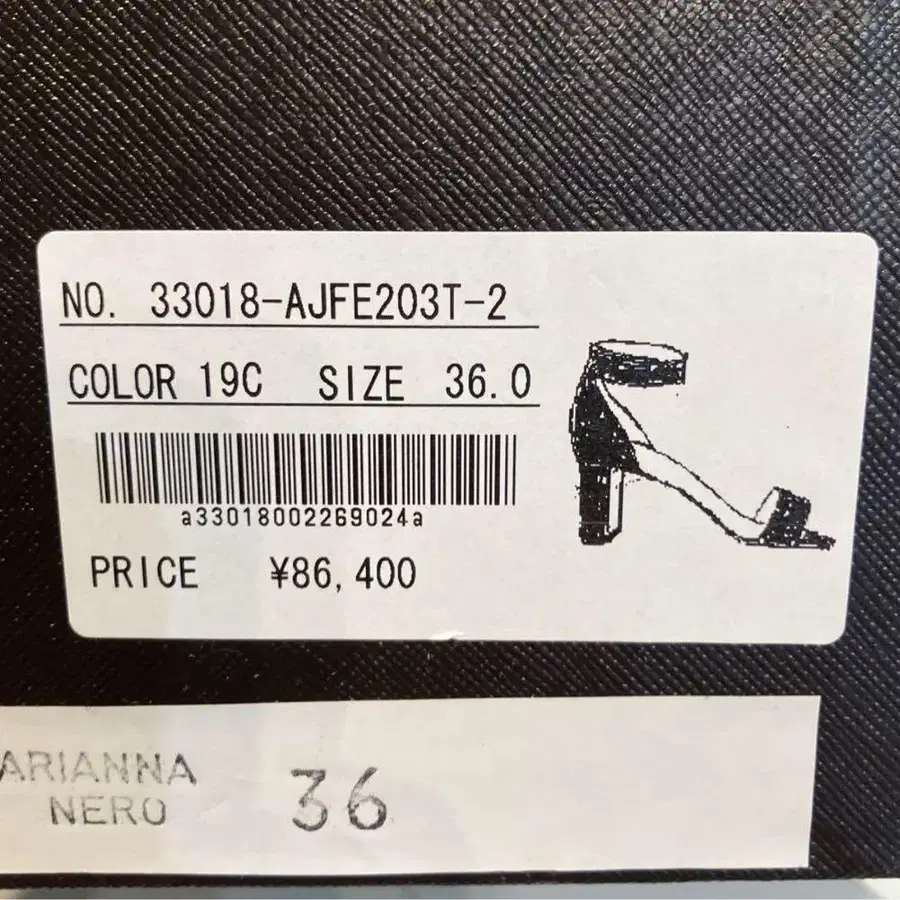 NO. 33018-AJFE203T-2
COLOR 19C SIZE 36.0
a33018002269024a
PRICE ¥86,400
ARIANNA
NERO 36